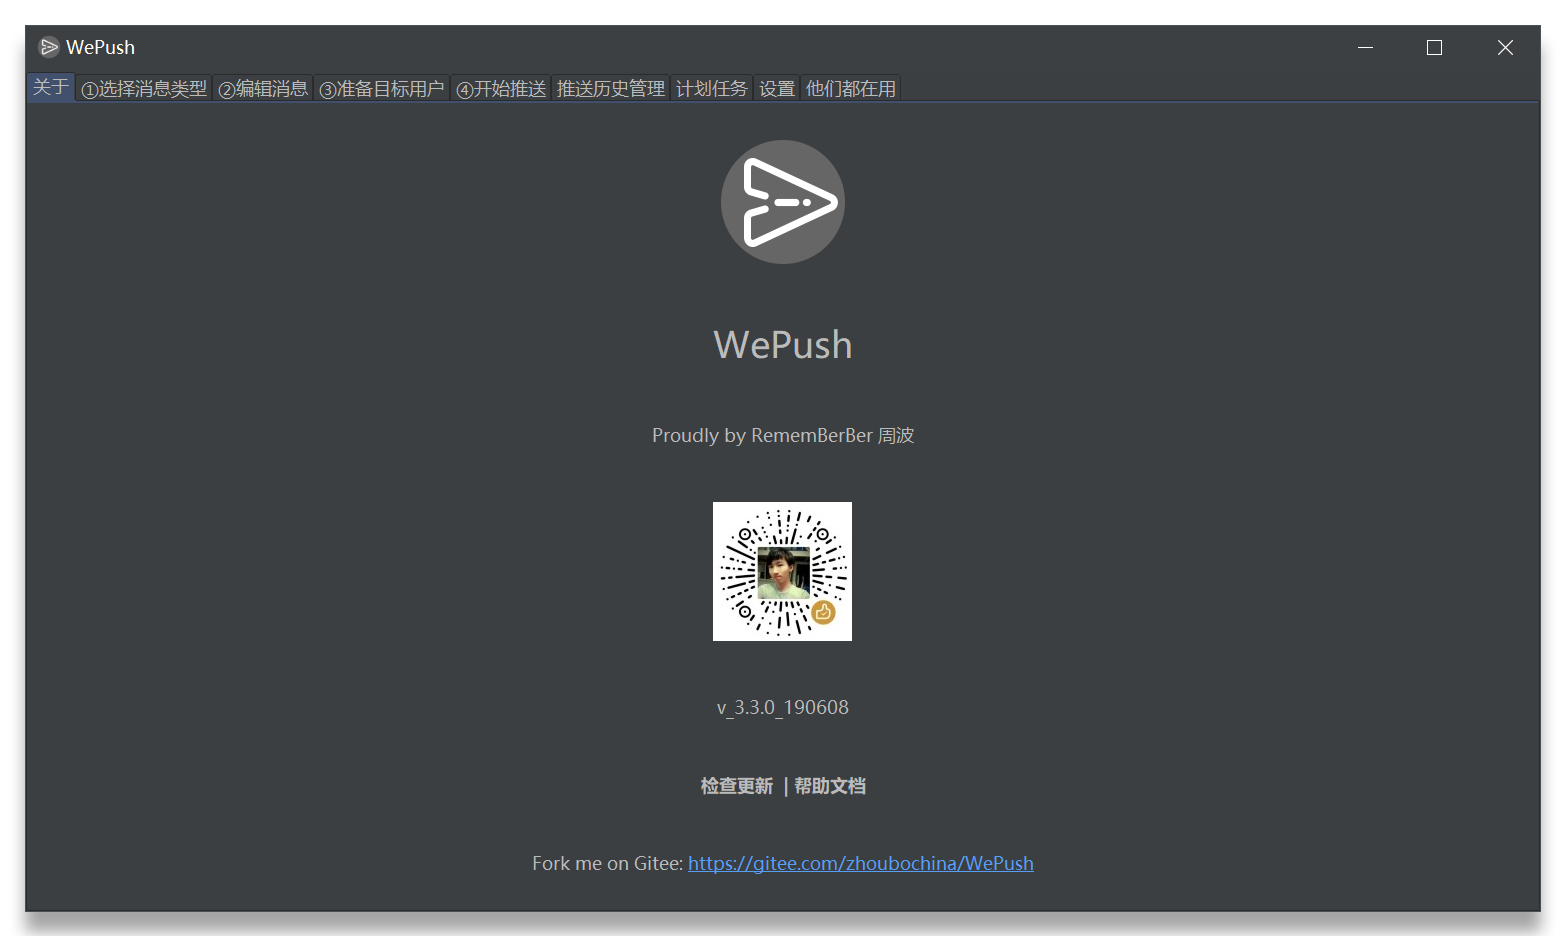 WePush
关于 ①选择消息类型 ②编辑消息 ③准备目标用户 ④开始推送 推送历史管理 计划任务 设置 他们都在用
WePush
Proudly by RememBerBer 周波
v_3.3.0_190608
检查更新 | 帮助文档
Fork me on Gitee: https://gitee.com/zhoubochina/WePush